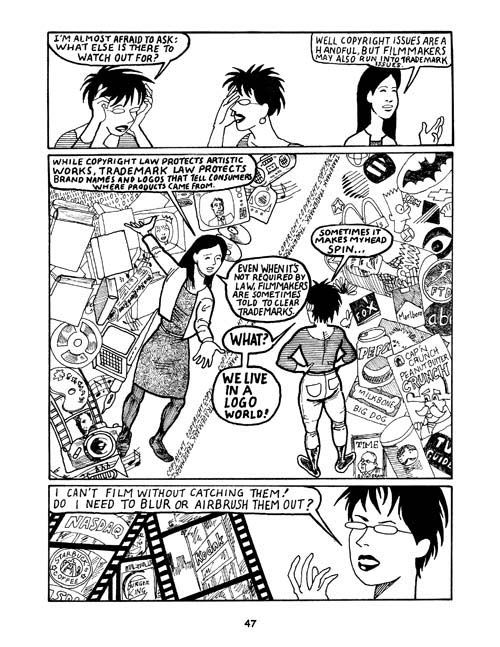 I'M ALMOST AFRAID TO ASK:
WHAT ELSE IS THERE TO
WATCH OUT FOR?
WELL COPYRIGHT ISSUES ARE A
HANDFUL, BUT FILMMAKERS
MAY ALSO RUN INTO TRADEMARK
ISSUES.
WHILE COPYRIGHT LAW PROTECTS ARTISTIC
WORKS, TRADEMARK LAW PROTECTS
BRAND NAMES AND LOGOS THAT TELL CONSUMERS
WHERE PRODUCTS CAME FROM.
SOMETIMES IT
MAKES MY HEAD
SPIN...
EVEN WHEN IT'S
NOT REQUIRED BY
LAW, FILMMAKERS
ARE SOMETIMES
TOLD TO CLEAR
TRADEMARKS.
WHAT?
WE LIVE
IN A
LOGO
WORLD!
FTD
Marlboro
abc
FOX
PEPSI
CAP'N
CRUNCH
PEANUT BUTTER
CRUNCH
MILKBONE
BIG DOG
TIME
TV
GUIDE
I CAN'T FILM WITHOUT CATCHING THEM!
DO I NEED TO BLUR OR AIRBRUSH THEM OUT?
NASDAQ
STARBUCKS
COFFEE
BURGER
KING
Kodak
47